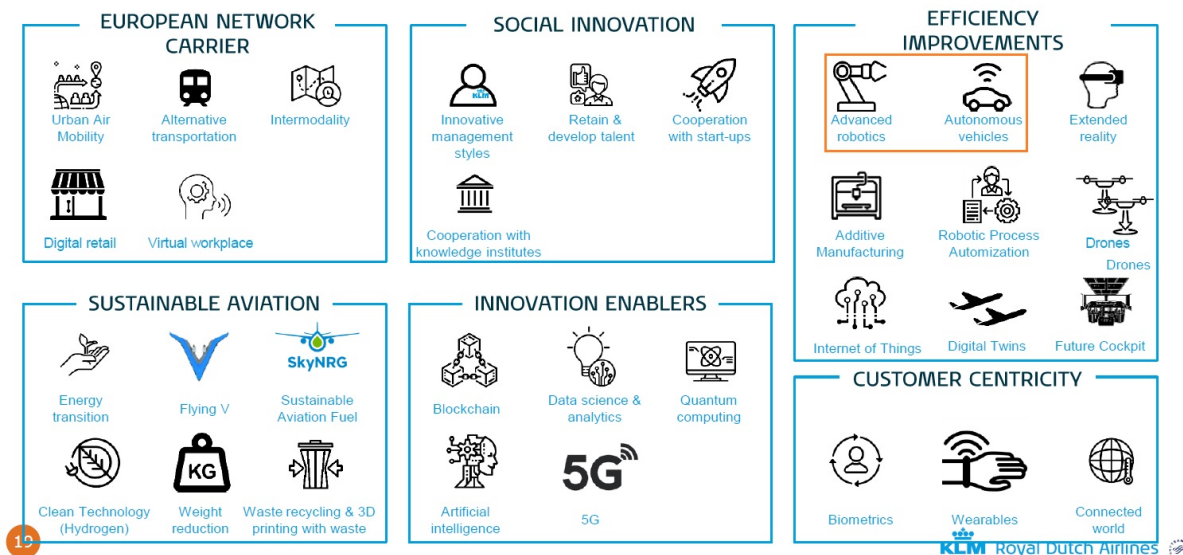 EUROPEAN NETWORK
CARRIER
Urban Air
Mobility
Alternative
transportation
Intermodality
Digital retail
Virtual workplace
SOCIAL INNOVATION
KLM
Innovative
management
styles
Retain &
develop talent
Cooperation
with start-ups
Cooperation with
knowledge institutes
EFFICIENCY
IMPROVEMENTS
Advanced
robotics
Autonomous
vehicles
Extended
reality
Additive
Manufacturing
Robotic Process
Automization
Drones
Drones
Internet of Things
Digital Twins
Future Cockpit
SUSTAINABLE AVIATION
Energy
transition
Flying V
SkyNRG
Sustainable
Aviation Fuel
Clean Technology
(Hydrogen)
KG
Weight
reduction
Waste recycling & 3D
printing with waste
INNOVATION ENABLERS
Blockchain
Data science &
analytics
Quantum
computing
Artificial
intelligence
5G
5G
CUSTOMER CENTRICITY
Biometrics
Wearables
Connected
world
19
KLM Royal Dutch Airlines